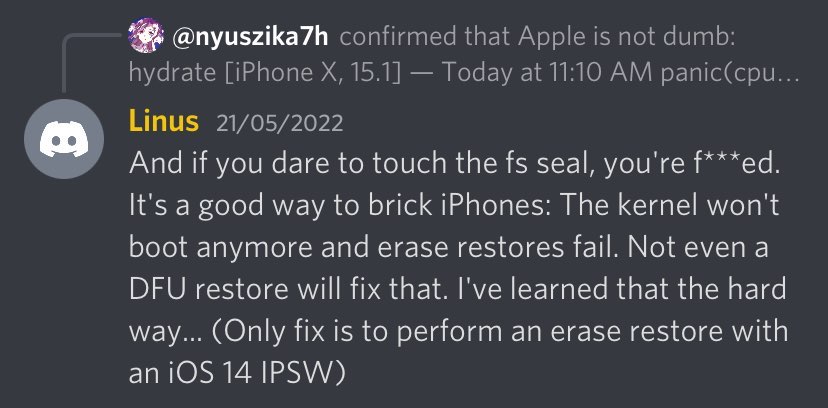 @nyuszika7h confirmed that Apple is not dumb:
hydrate [iPhone X, 15.1] — Today at 11:10 AM panic(cpu...
Linus 21/05/2022
And if you dare to touch the fs seal, you're f***ed.
It's a good way to brick iPhones: The kernel won't
boot anymore and erase restores fail. Not even a
DFU restore will fix that. I've learned that the hard
way... (Only fix is to perform an erase restore with
an iOS 14 IPSW)